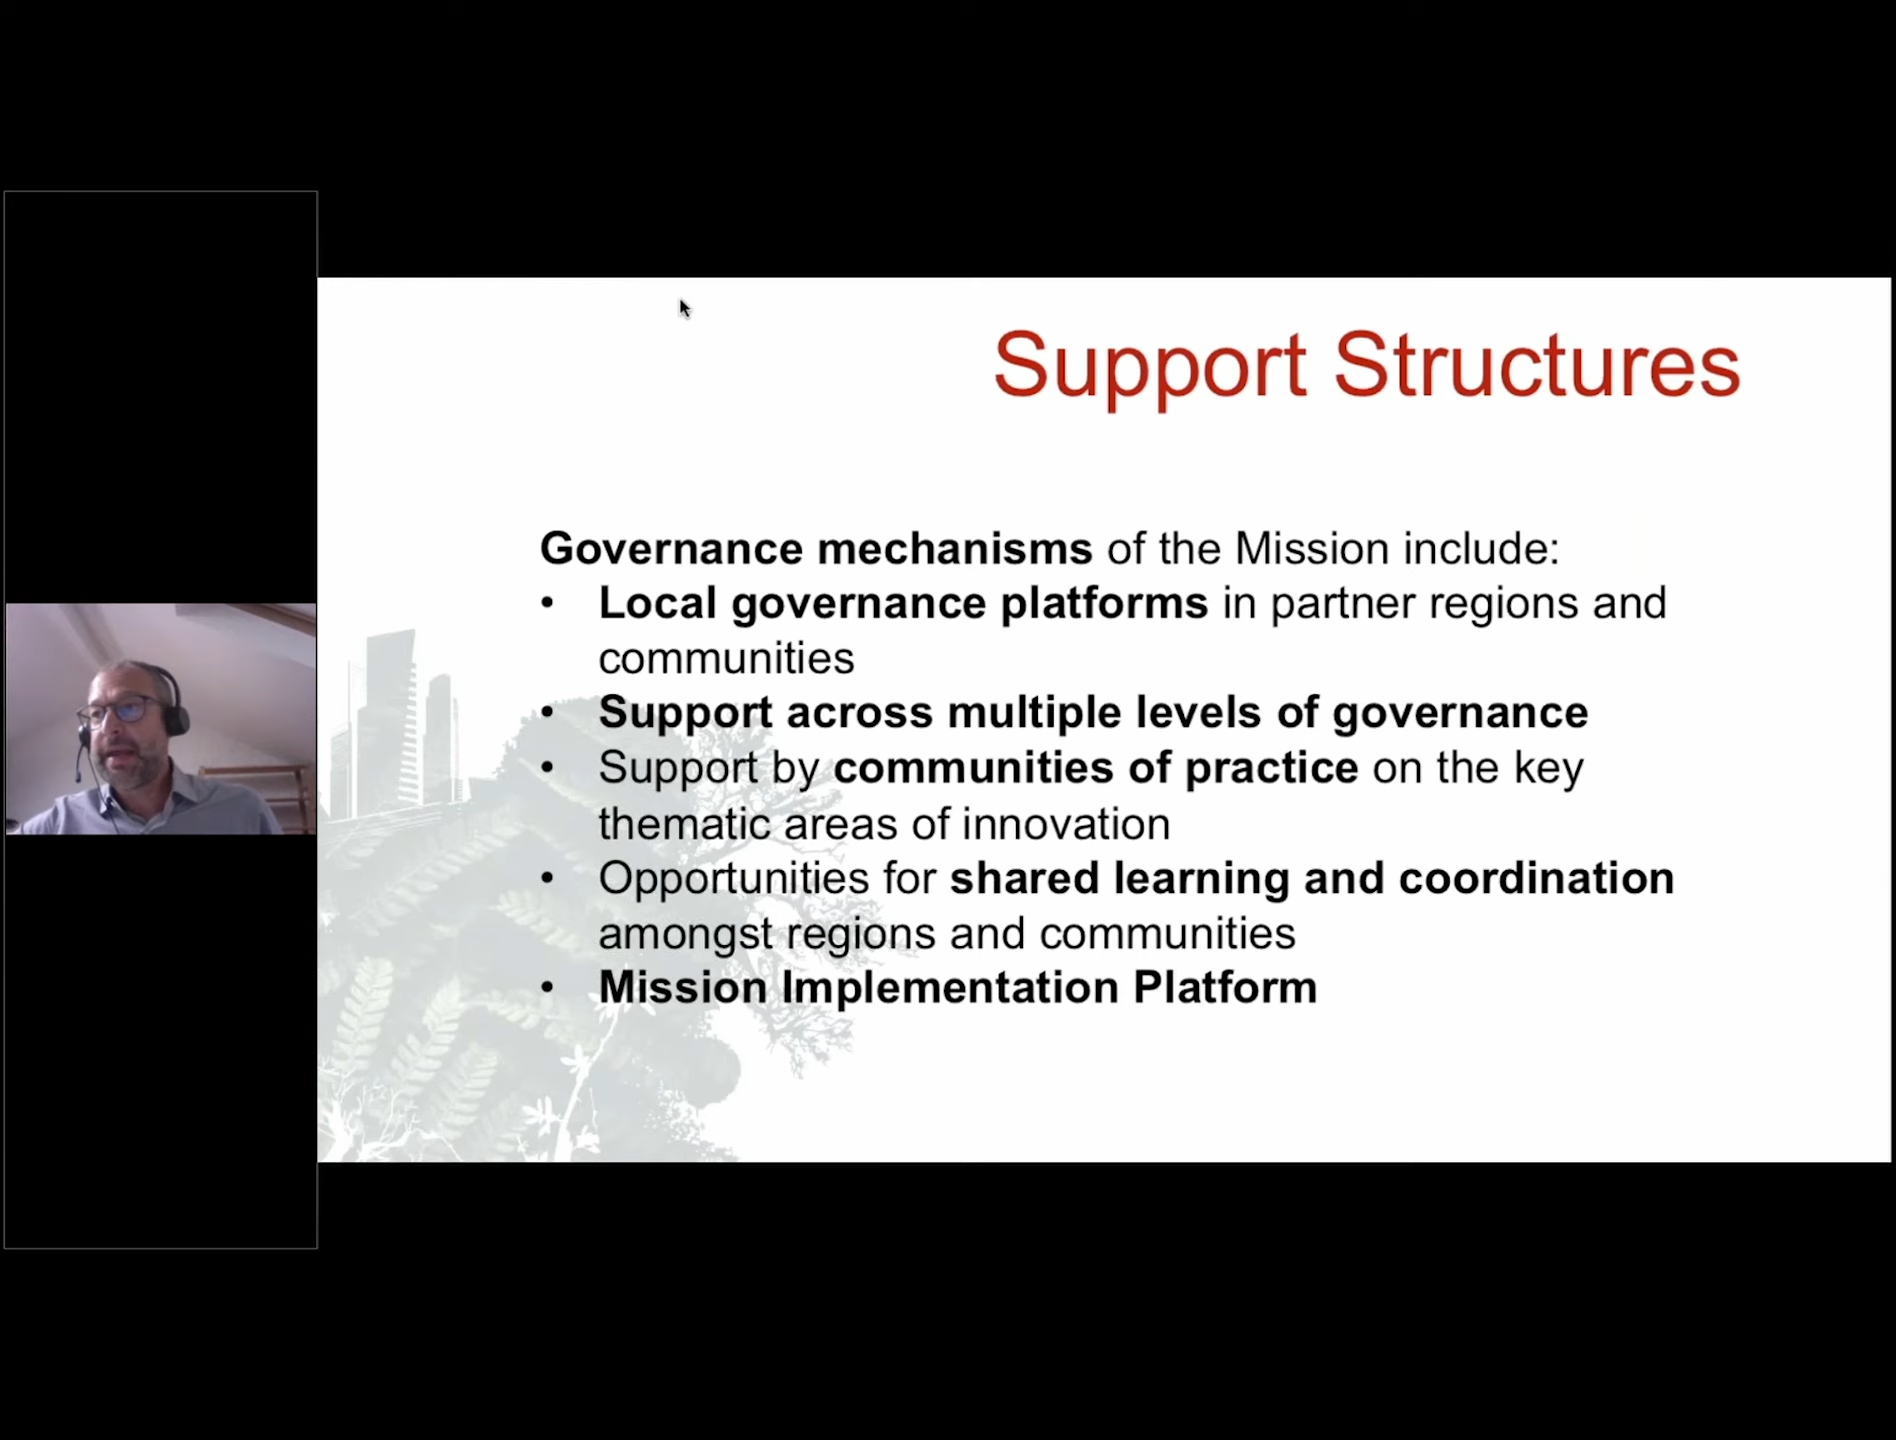 Support Structures
Governance mechanisms of the Mission include:
• Local governance platforms in partner regions and
communities
• Support across multiple levels of governance
• Support by communities of practice on the key
thematic areas of innovation
• Opportunities for shared learning and coordination
amongst regions and communities
• Mission Implementation Platform